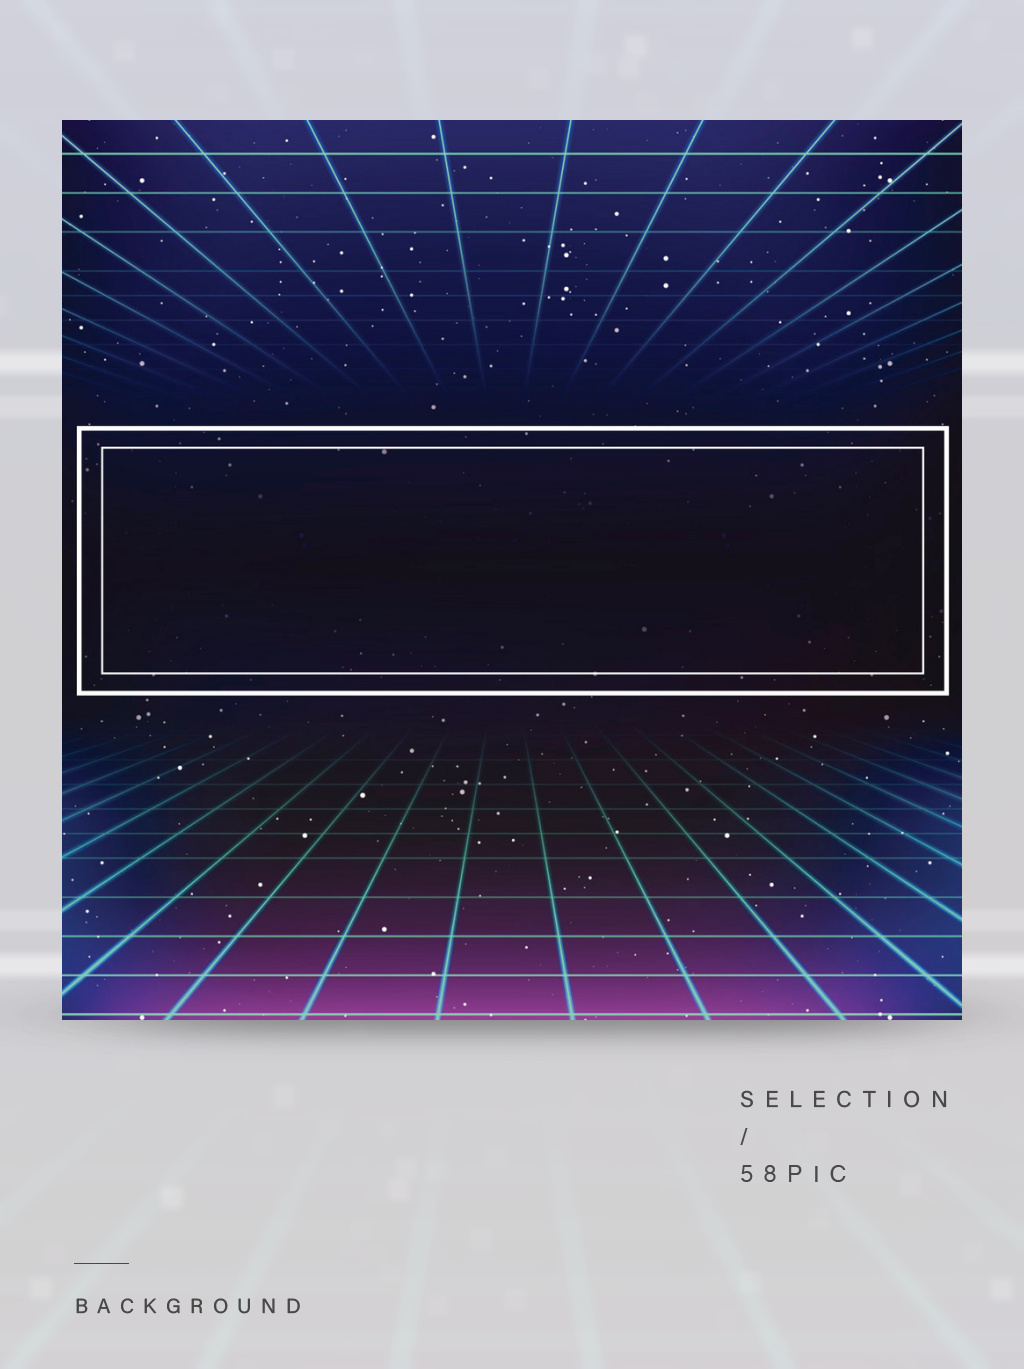 SELECTION
/
58PIC
BACKGROUND